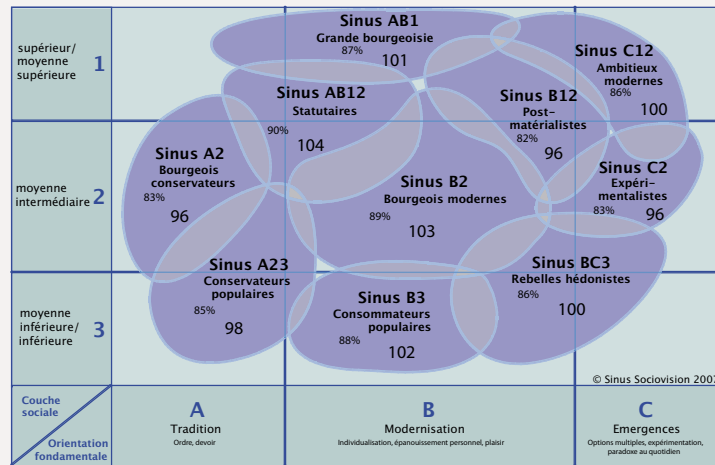 supérieur/
moyenne
supérieure
1
moyenne
intermédiaire
2
moyenne
inférieure/
inférieure
3
Sinus AB1
Grande bourgeoisie
87%
101
Sinus C12
Ambitieux
modernes
86%
100
Sinus AB12
Statutaires
90%
104
Sinus B12
Post-
matérialistes
82%
96
Sinus A2
Bourgeois
conservateurs
83%
96
Sinus B2
Bourgeois modernes
89%
103
Sinus C2
Expéri-
mentalistes
83%
96
Sinus A23
Conservateurs
populaires
85%
98
Sinus B3
Consommateurs
populaires
88%
102
Sinus BC3
Rebelles hédonistes
86%
100
© Sinus Sociovision 2007
Couche
sociale
Orientation
fondamentale
A
Tradition
Ordre, devoir
B
Modernisation
Individualisation, épanouissement personnel, plaisir
C
Emergences
Options multiples, expérimentation,
paradoxe au quotidien